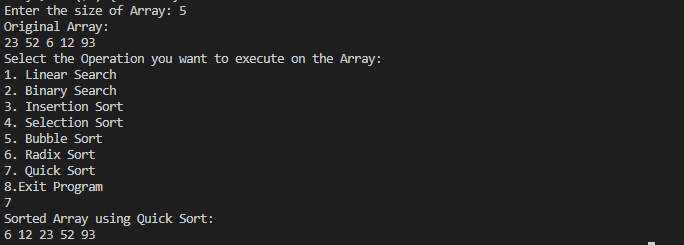 Enter the size of Array: 5
Original Array:
23 52 6 12 93
Select the Operation you want to execute on the Array:
1. Linear Search
2. Binary Search
3. Insertion Sort
4. Selection Sort
5. Bubble Sort
6. Radix Sort
7. Quick Sort
8.Exit Program
7
Sorted Array using Quick Sort:
6 12 23 52 93